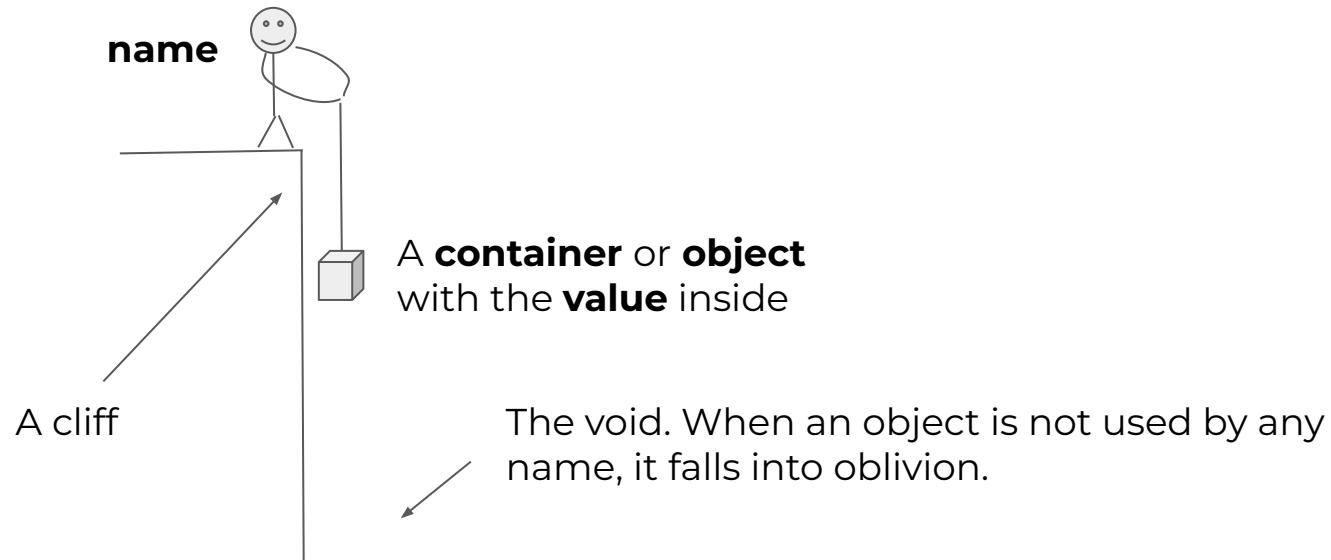 name
A container or object
with the value inside
A cliff
The void. When an object is not used by any
name, it falls into oblivion.